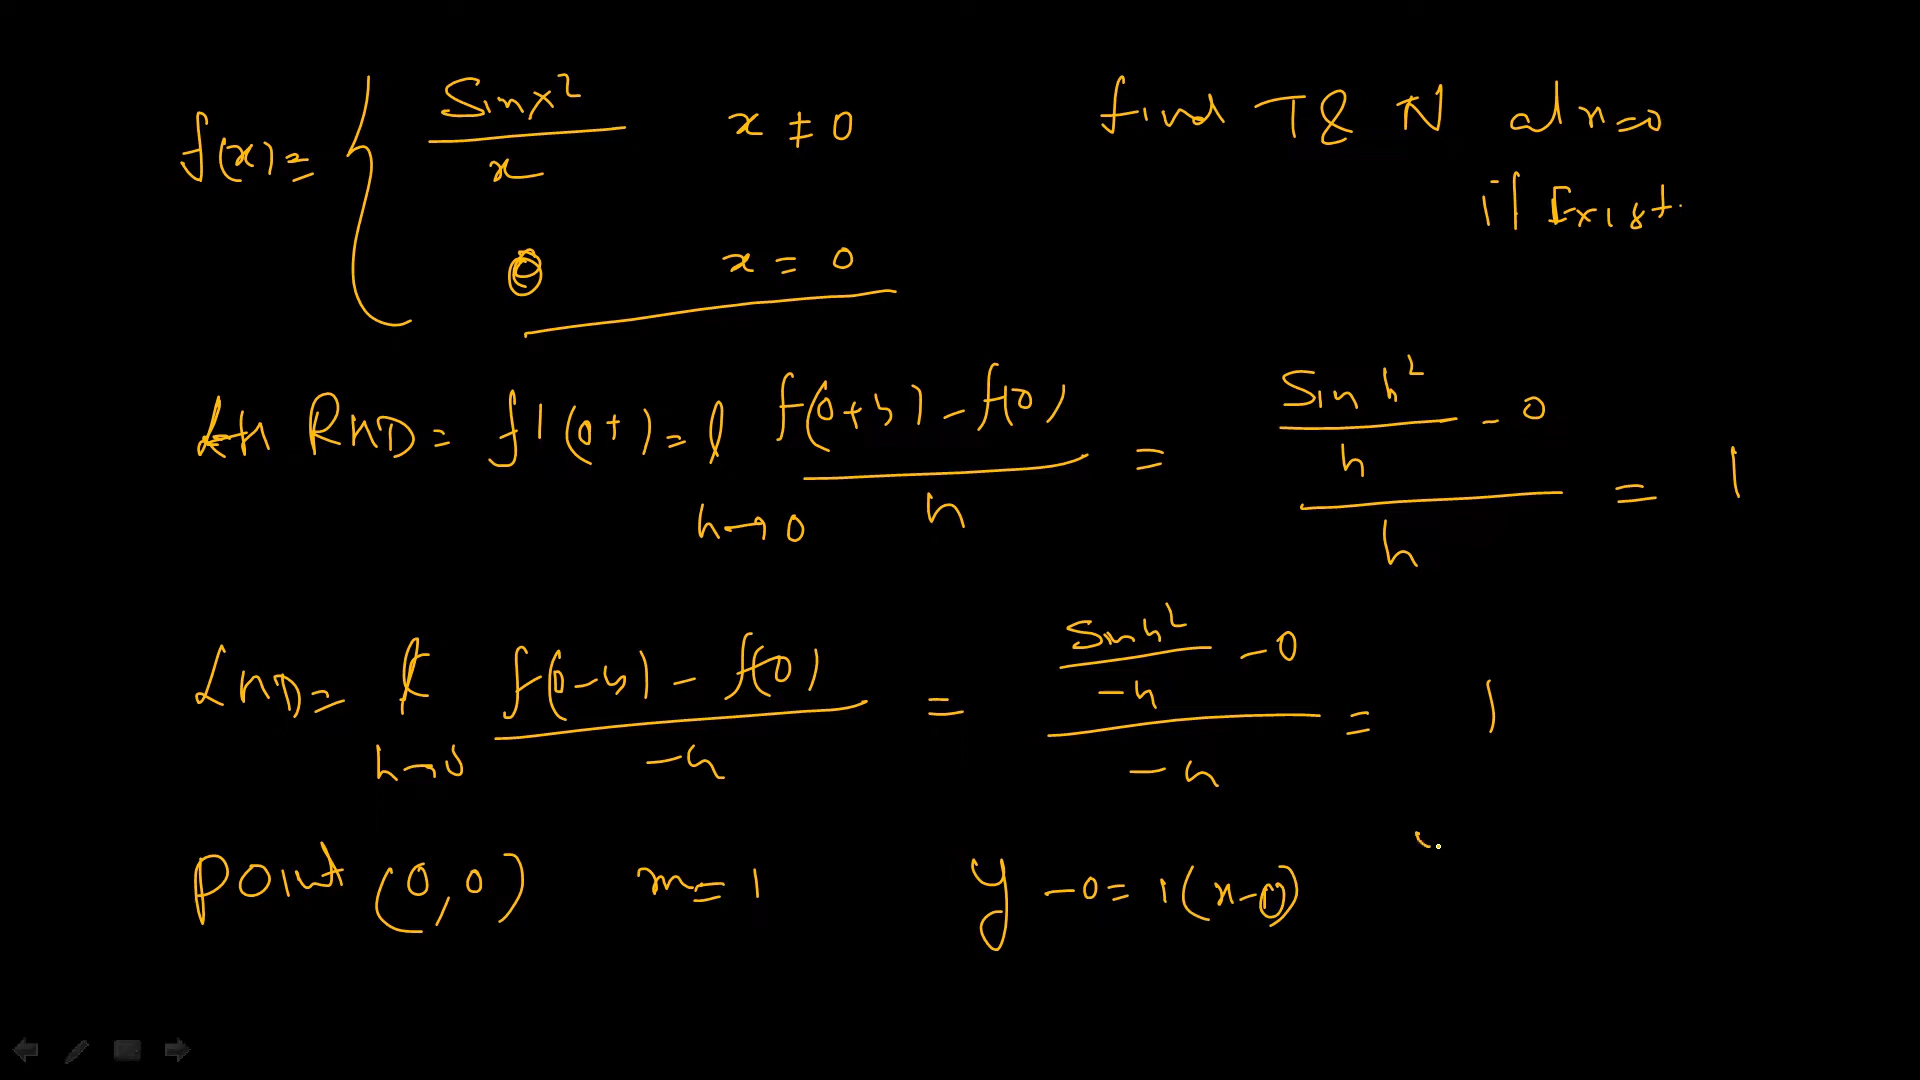 f(x) = { sin x² / x    x ≠ 0    find T & N at x=0
0    x = 0    if Exist.
RHD = f'(0+) = l h→0 f(0+h) - f(0) / h = (sin h² / h - 0) / h = 1
LHD = lt h→0 f(0-h) - f(0) / -h = (sin h² / -h - 0) / -h = 1
Point (0,0)    m = 1    y - 0 = 1(x-0)